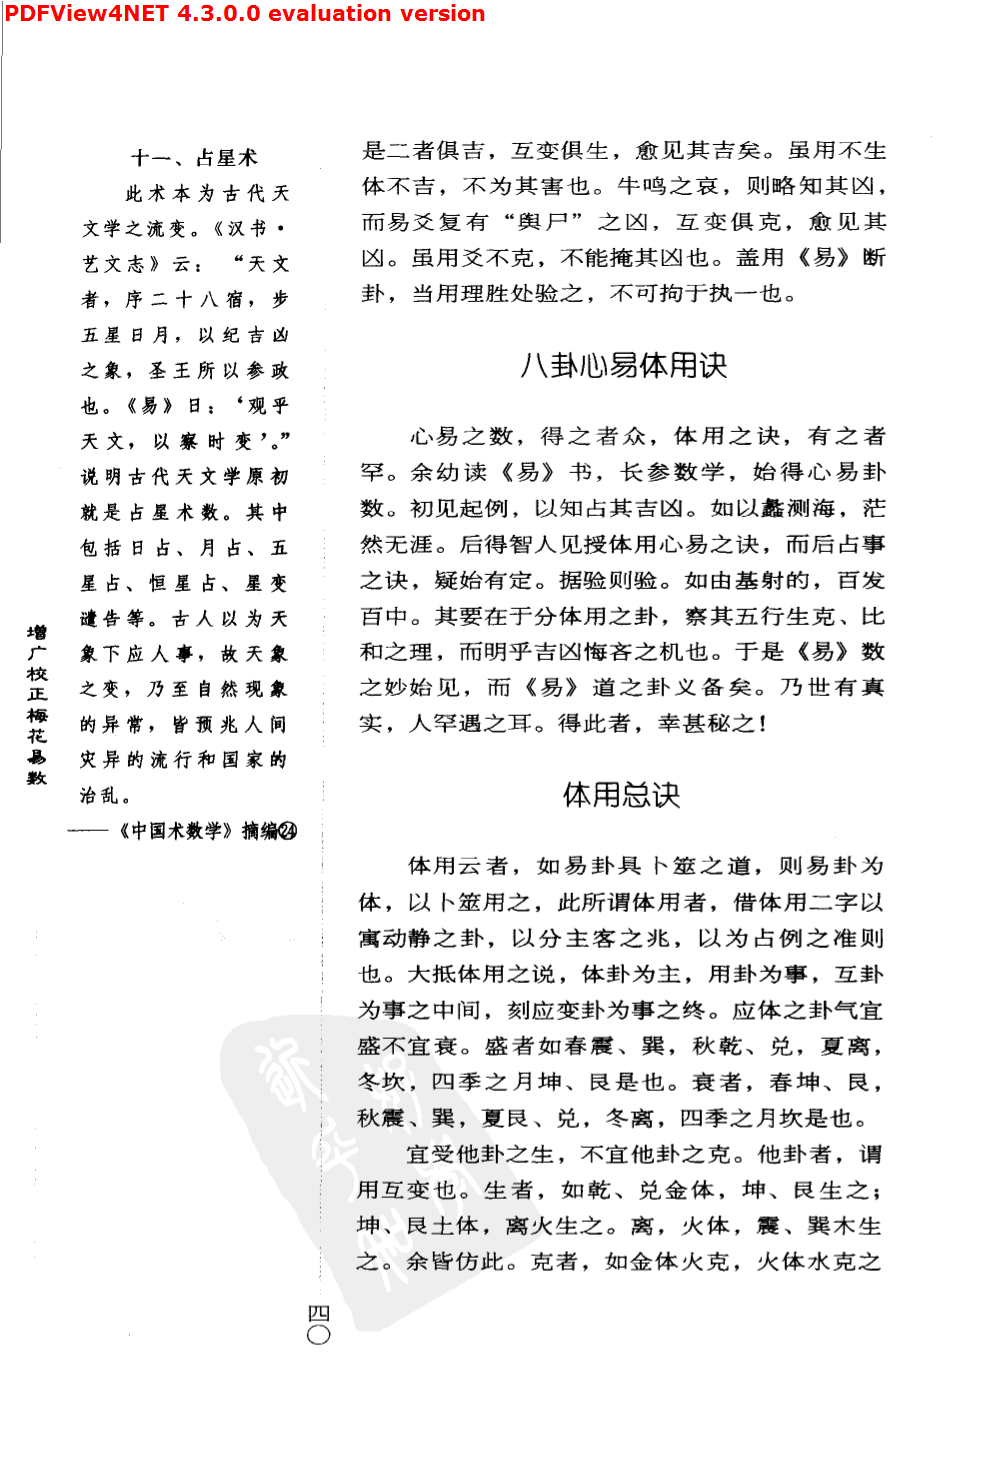 PDFView4NET 4.3.0.0 evaluation version
十一、占星术
此术本为古代天
文学之流变。《汉书·
艺文志》云：“天文
者，序二十八宿，步
五星日月，以纪吉凶
之象，圣王所以参政
也。《易》日：‘观乎
天文，以察时变’。”
说明古代天文学原初
就是占星术数。其中
包括日占、月占、五
星占、恒星占、星变
谴告等。古人以为天
象下应人事，故天象
之变，乃至自然现象
的异常，皆预兆人间
灾异的流行和国家的
治乱。
——《中国术数学》摘编㉔
增广校正梅花易数
是二者俱吉，互变俱生，愈见其吉矣。虽用不生
体不吉，不为其害也。牛鸣之哀，则略知其凶，
而易爻复有“舆尸”之凶，互变俱克，愈见其
凶。虽用爻不克，不能掩其凶也。盖用《易》断
卦，当用理胜处验之，不可拘于执一也。
八卦心易体用诀
心易之数，得之者众，体用之诀，有之者
罕。余幼读《易》书，长参数学，始得心易卦
数。初见起例，以知占其吉凶。如以蠡测海，茫
然无涯。后得智人见授体用心易之诀，而后占事
之诀，疑始有定。据验则验。如由基射的，百发
百中。其要在于分体用之卦，察其五行生克、比
和之理，而明乎吉凶悔吝之机也。于是《易》数
之妙始见，而《易》道之卦义备矣。乃世有真
实，人罕遇之耳。得此者，幸甚秘之！
体用总诀
体用云者，如易卦具卜筮之道，则易卦为
体，以卜筮用之，此所谓体用者，借体用二字以
寓动静之卦，以分主客之兆，以为占例之准则
也。大抵体用之说，体卦为主，用卦为事，互卦
为事之中间，刻应变卦为事之终。应体之卦气宜
盛不宜衰。盛者如春震、巽，秋乾、兑，夏离，
冬坎，四季之月坤、艮是也。衰者，春坤、艮，
秋震、巽，夏艮、兑，冬离，四季之月坎是也。
宜受他卦之生，不宜他卦之克。他卦者，谓
用互变也。生者，如乾、兑金体，坤、艮生之；
坤、艮土体，离火生之。离，火体，震、巽木生
之。余皆仿此。克者，如金体火克，火体水克之
四〇